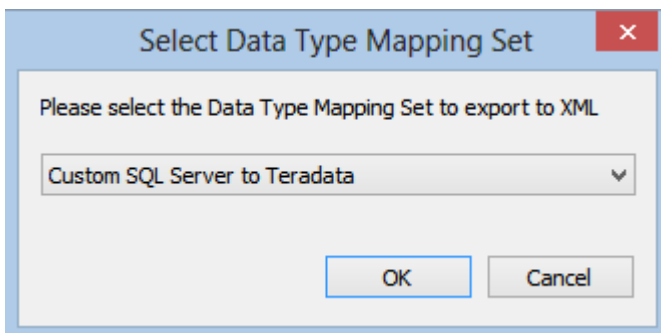 Select Data Type Mapping Set
Please select the Data Type Mapping Set to export to XML
Custom SQL Server to Teradata
OK Cancel